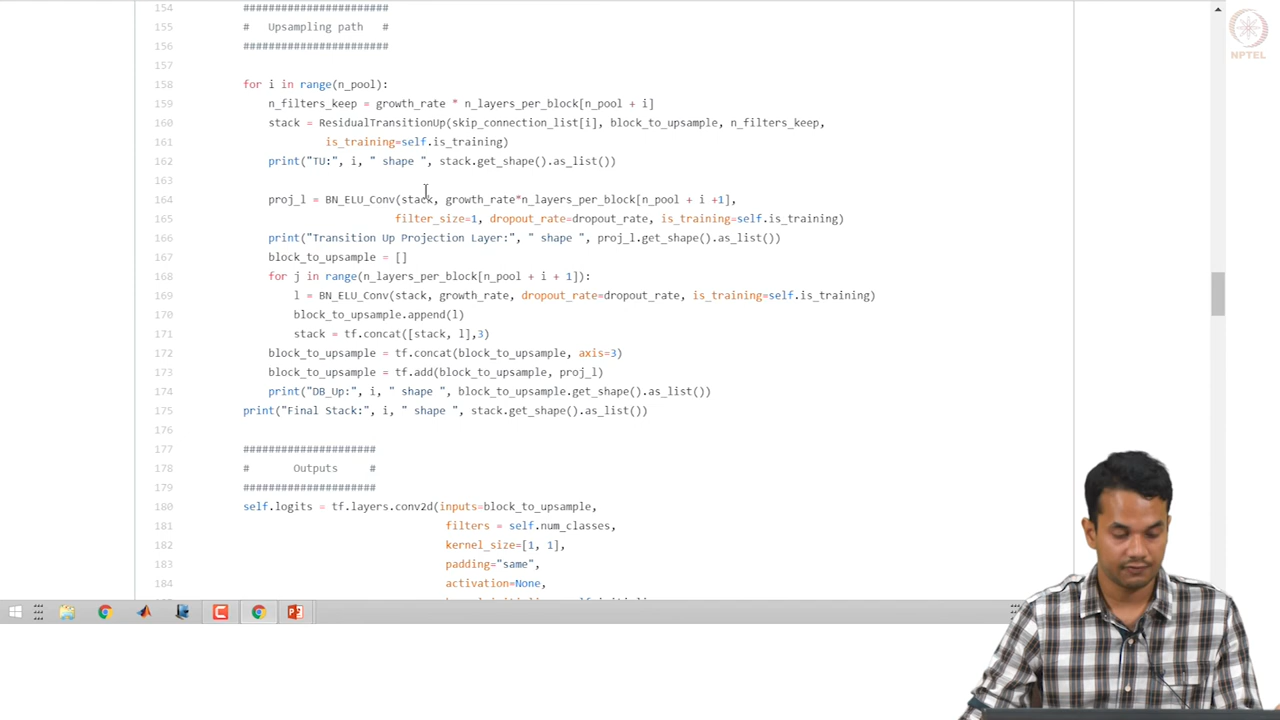 154 #######################
155 #   Upsampling path   #
156 #######################
157
158 for i in range(n_pool):
159     n_filters_keep = growth_rate * n_layers_per_block[n_pool + i]
160     stack = ResidualTransitionUp(skip_connection_list[i], block_to_upsample, n_filters_keep,
161              is_training=self.is_training)
162     print("TU:", i, " shape ", stack.get_shape().as_list())
163
164     proj_l = BN_ELU_Conv(stack, growth_rate*n_layers_per_block[n_pool + i +1],
165                         filter_size=1, dropout_rate=dropout_rate, is_training=self.is_training)
166     print("Transition Up Projection Layer:", " shape ", proj_l.get_shape().as_list())
167     block_to_upsample = []
168     for j in range(n_layers_per_block[n_pool + i + 1]):
169         l = BN_ELU_Conv(stack, growth_rate, dropout_rate=dropout_rate, is_training=self.is_training)
170         block_to_upsample.append(l)
171         stack = tf.concat([stack, l],3)
172     block_to_upsample = tf.concat(block_to_upsample, axis=3)
173     block_to_upsample = tf.add(block_to_upsample, proj_l)
174     print("DB_Up:", i, " shape ", block_to_upsample.get_shape().as_list())
175 print("Final Stack:", i, " shape ", stack.get_shape().as_list())
176
177 #####################
178 #       Outputs     #
179 #####################
180 self.logits = tf.layers.conv2d(inputs=block_to_upsample,
181                                filters = self.num_classes,
182                                kernel_size=[1, 1],
183                                padding="same",
184                                activation=None,
NPTEL